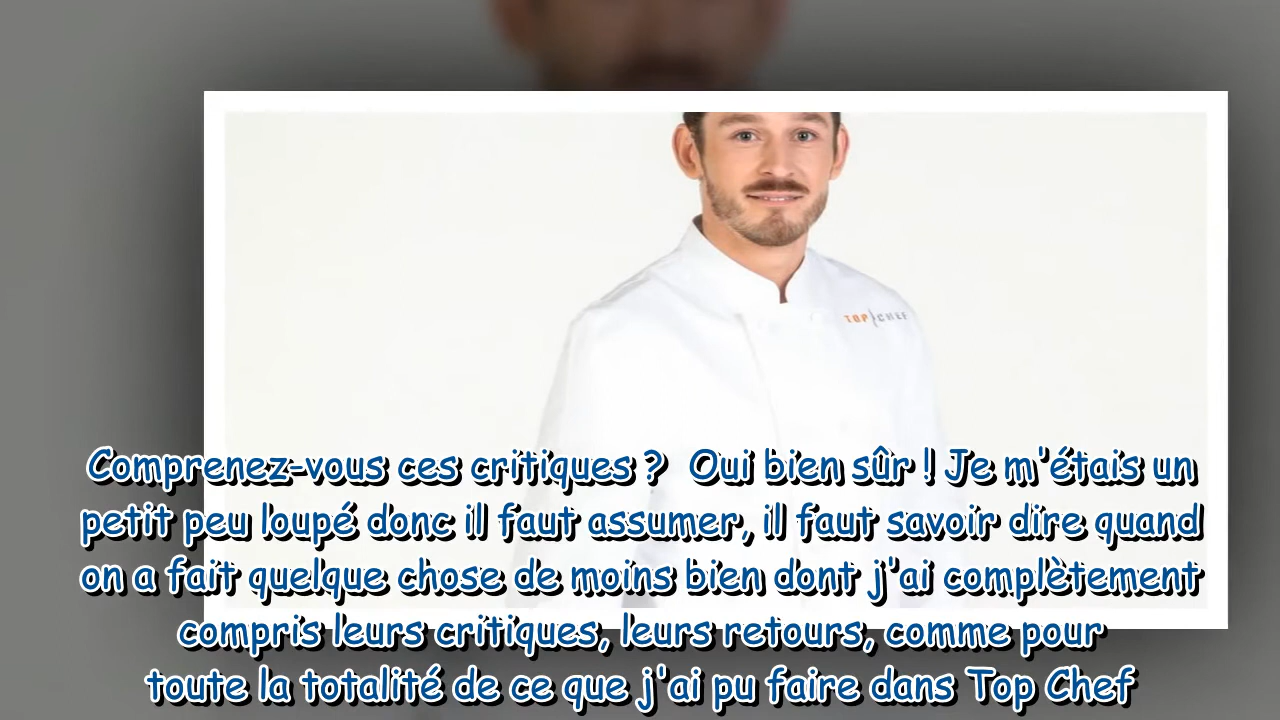 TOP CHEF
Comprenez-vous ces critiques ?  Oui bien sûr ! Je m'étais un
petit peu loupé donc il faut assumer, il faut savoir dire quand
on a fait quelque chose de moins bien dont j'ai complètement
compris leurs critiques, leurs retours, comme pour
toute la totalité de ce que j'ai pu faire dans Top Chef